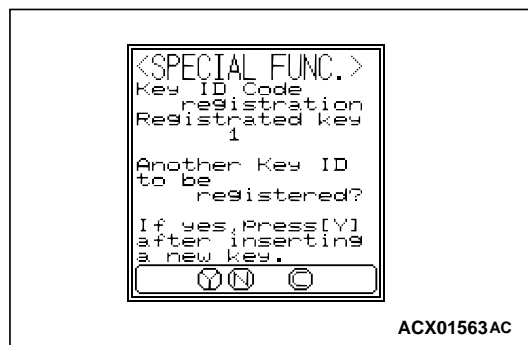 <SPECIAL FUNC.>
Key ID Code
registration
Registrated key
1
Another Key ID
to be
registered?
If yes,Press[Y]
after inserting
a new key.
Y N C
ACX01563AC